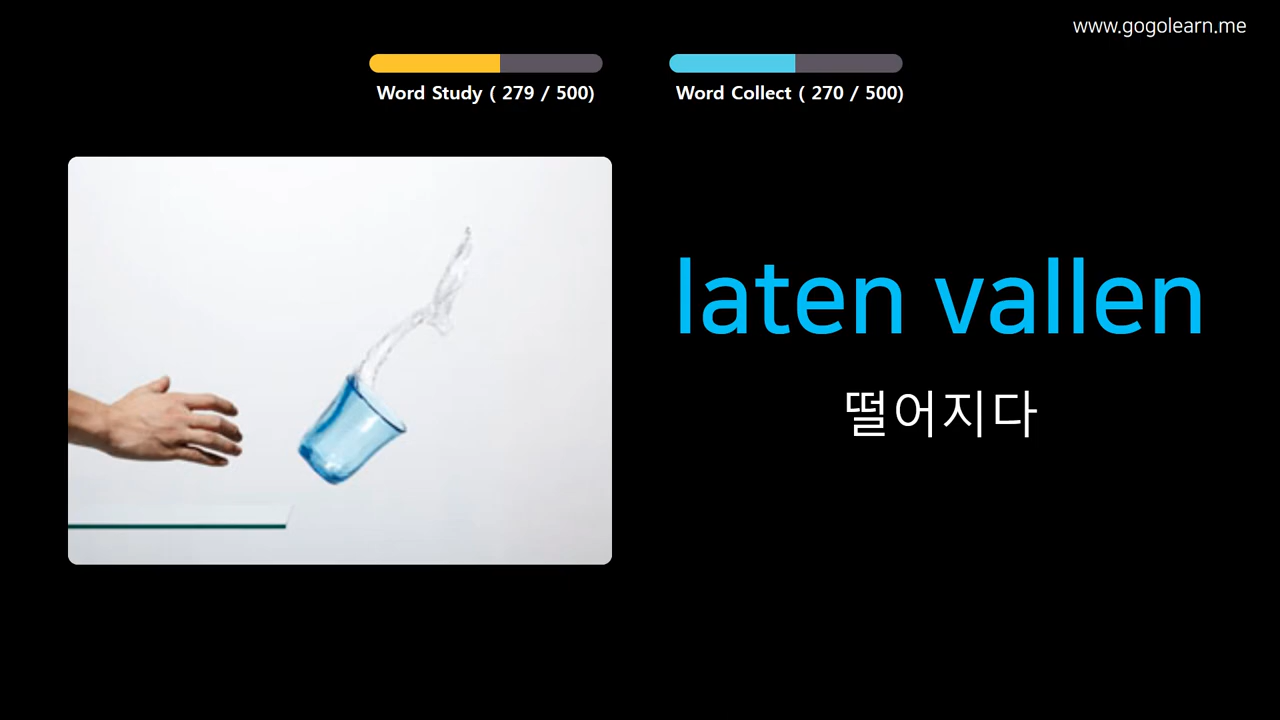 www.gogolearn.me
Word Study ( 279 / 500)
Word Collect ( 270 / 500)
laten vallen
떨어지다